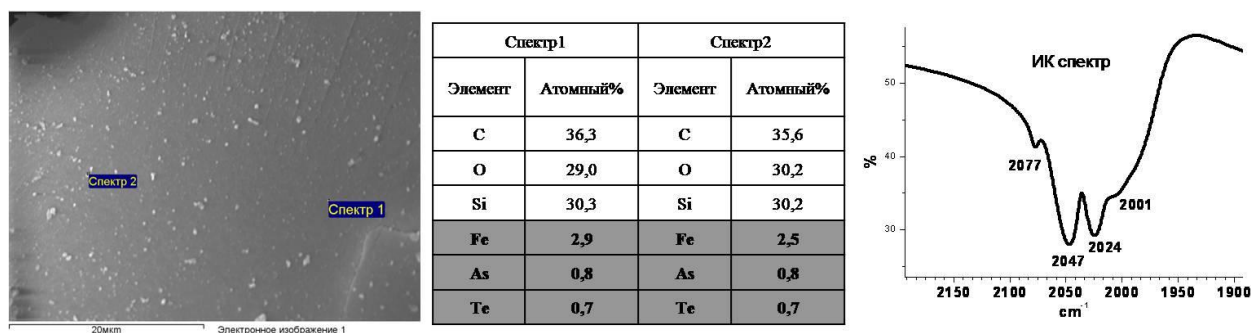 Спектр 2
Спектр 1
20мкm Электронное изображение 1
Спектр1 Спектр2
Элемент Атомный% Элемент Атомный%
C 36,3 C 35,6
O 29,0 O 30,2
Si 30,3 Si 30,2
Fe 2,9 Fe 2,5
As 0,8 As 0,8
Te 0,7 Te 0,7
ИК спектр
50
40
30
%
2077
2047
2024
2001
2150 2100 2050 2000 1950 1900
cm-1